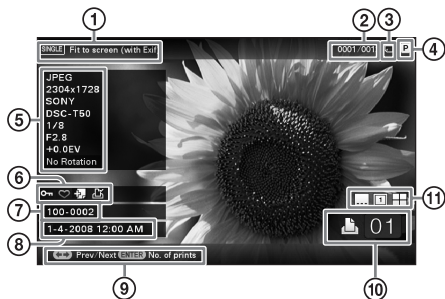 ① ② ③
SINGLE Fit to screen (with Exif 0001/001 P ④
⑤ JPEG
2304x1728
SONY
DSC-T50
1/8
F2.8
+0.0EV
No Rotation
⑥
⑦ 100-0002 1 ⑪
⑧ 1-4-2008 12:00 AM 01
Prev/Next ENTER No. of prints
⑨ ⑩